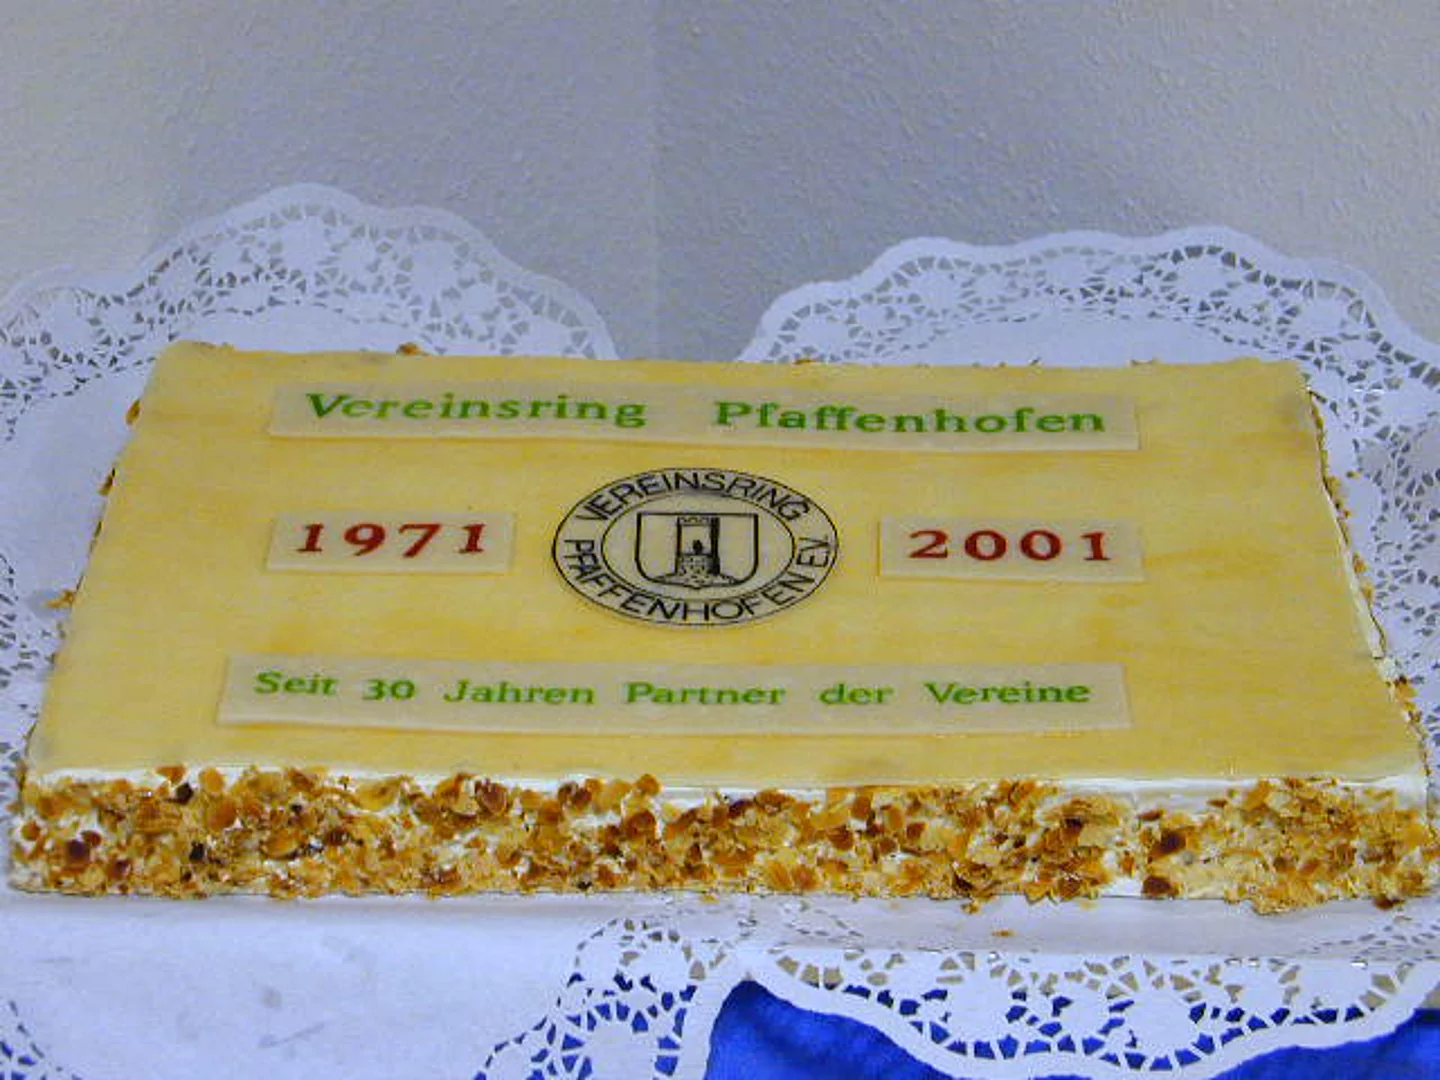 Vereinsring Pfaffenhofen
1971
VEREINSRING
PFAFFENHOFEN E.V.
2001
Seit 30 Jahren Partner der Vereine